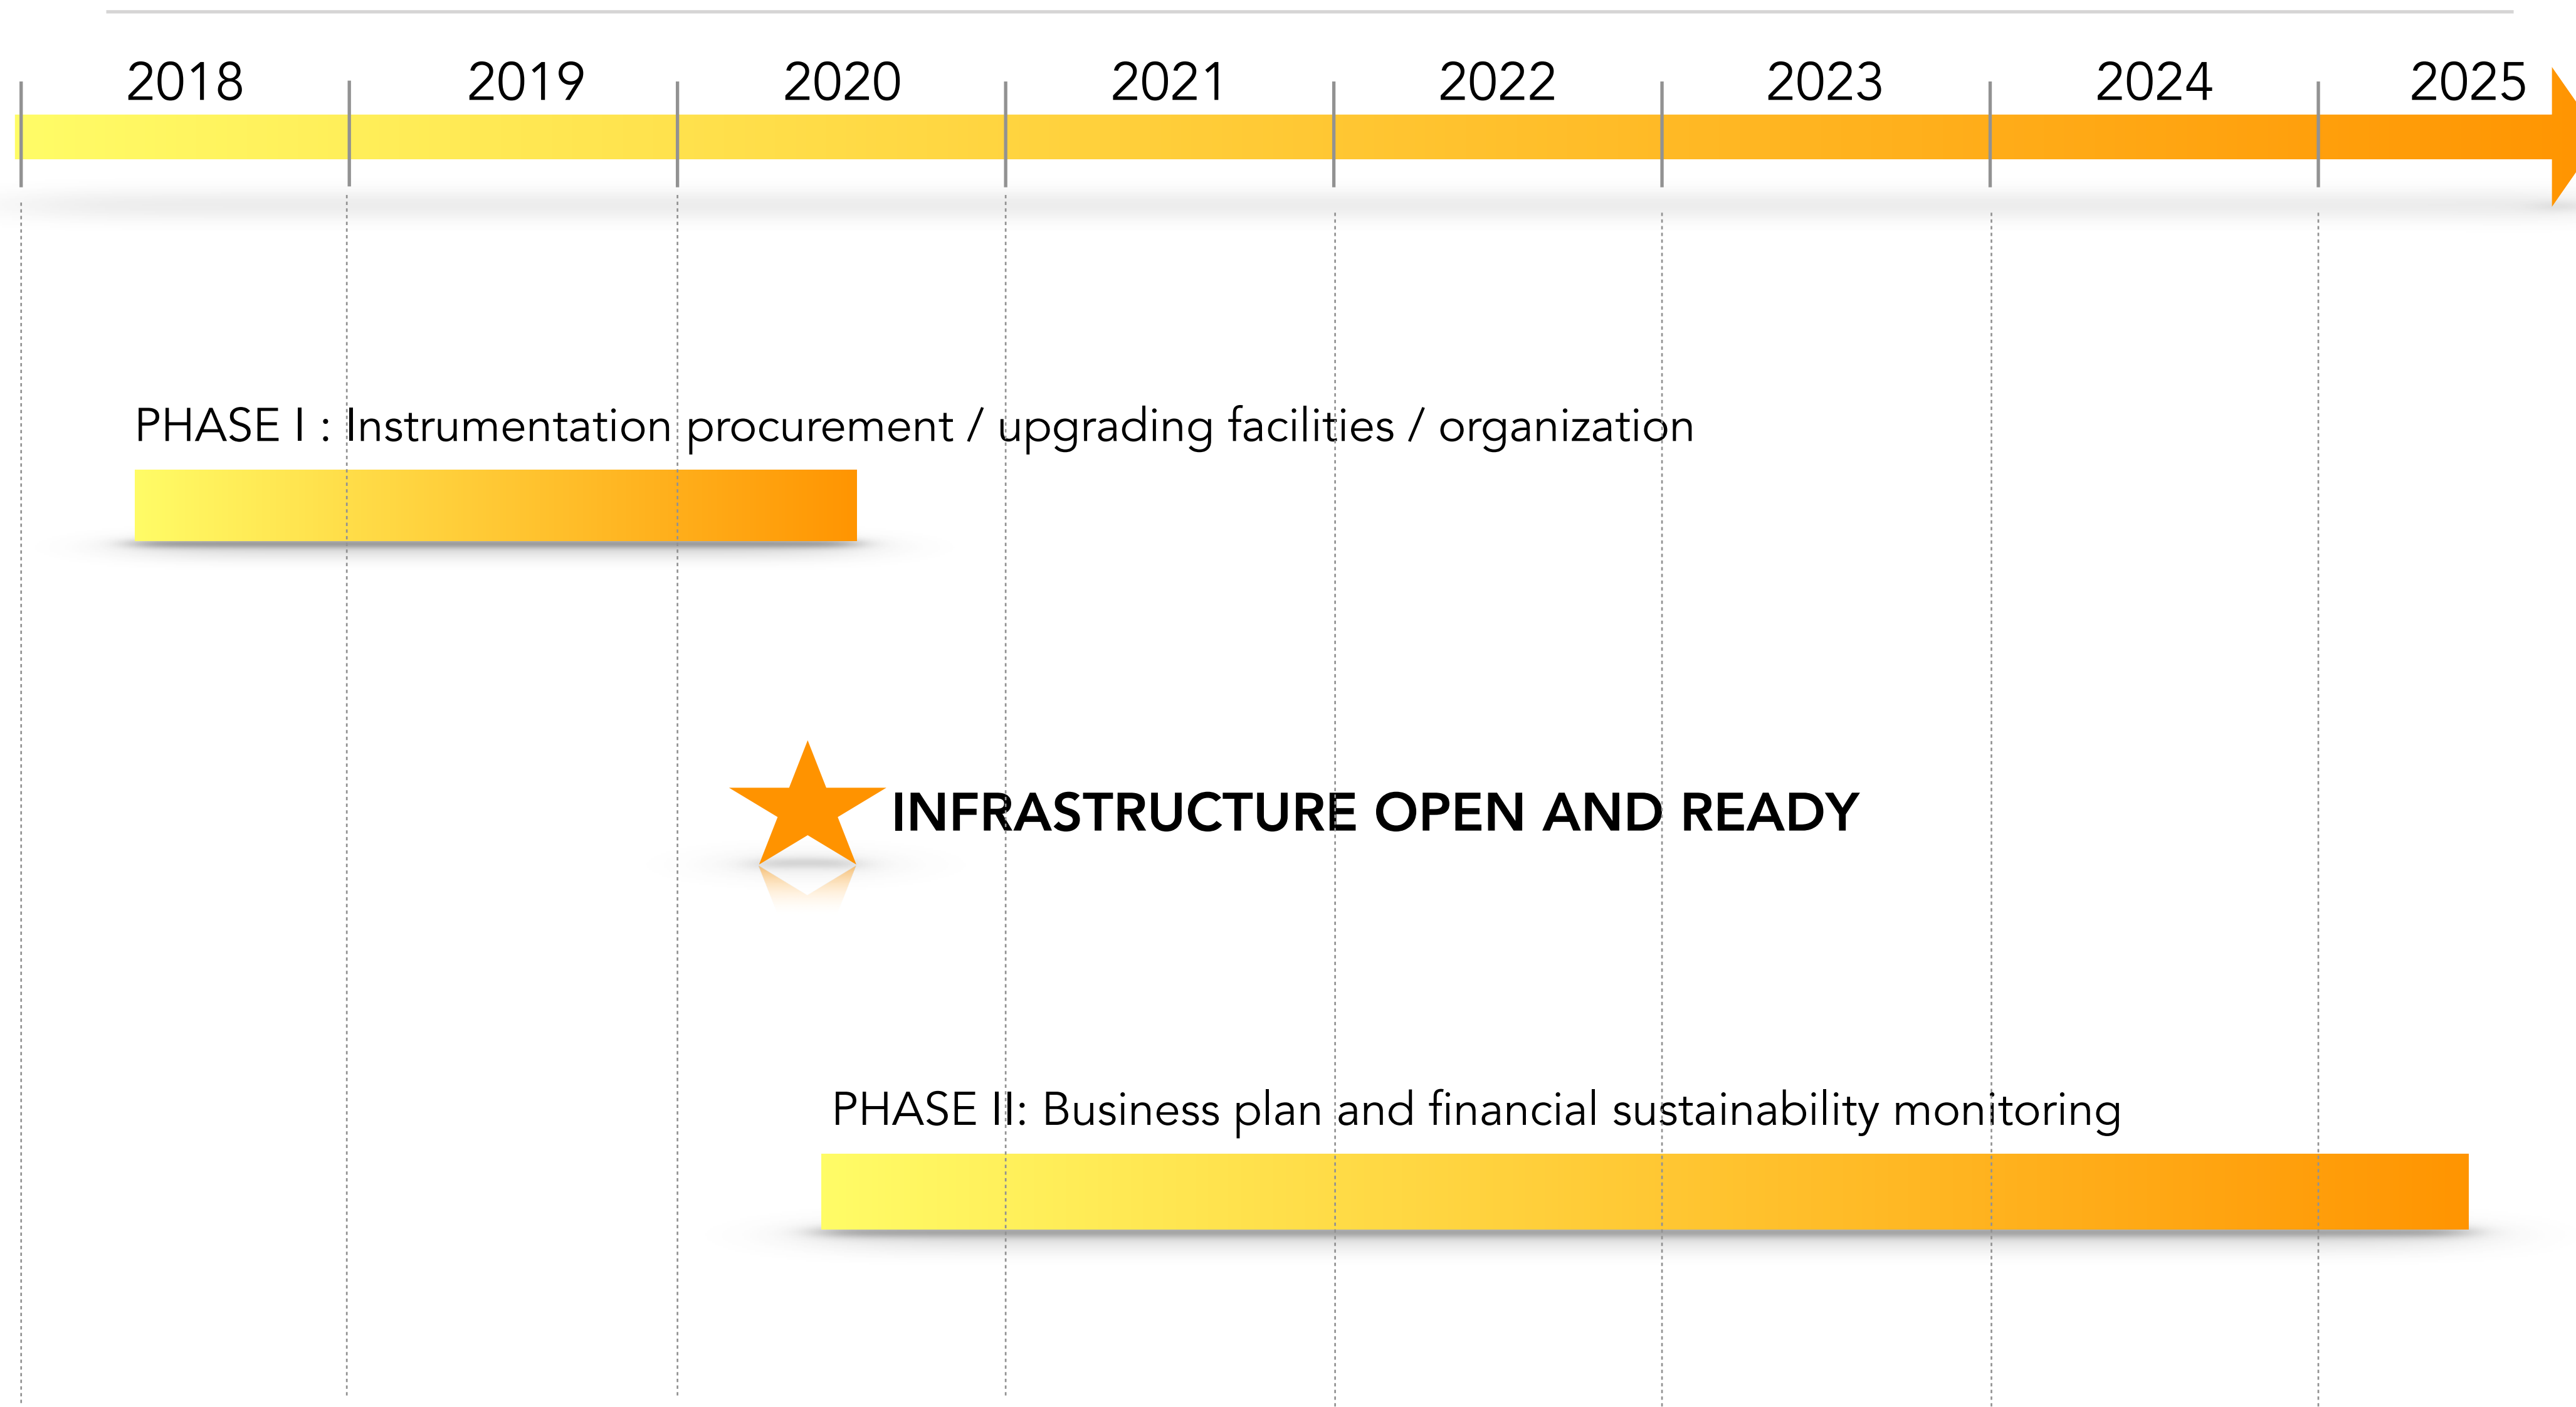 2018 2019 2020 2021 2022 2023 2024 2025
PHASE I : Instrumentation procurement / upgrading facilities / organization
INFRASTRUCTURE OPEN AND READY
PHASE II: Business plan and financial sustainability monitoring